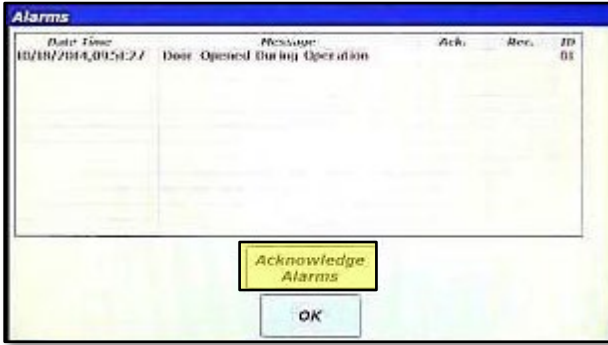 Alarms
Date Time Message Ack. Rec. ID
10/18/2014,09:51:27 Door Opened During Operation 01
Acknowledge
Alarms
OK